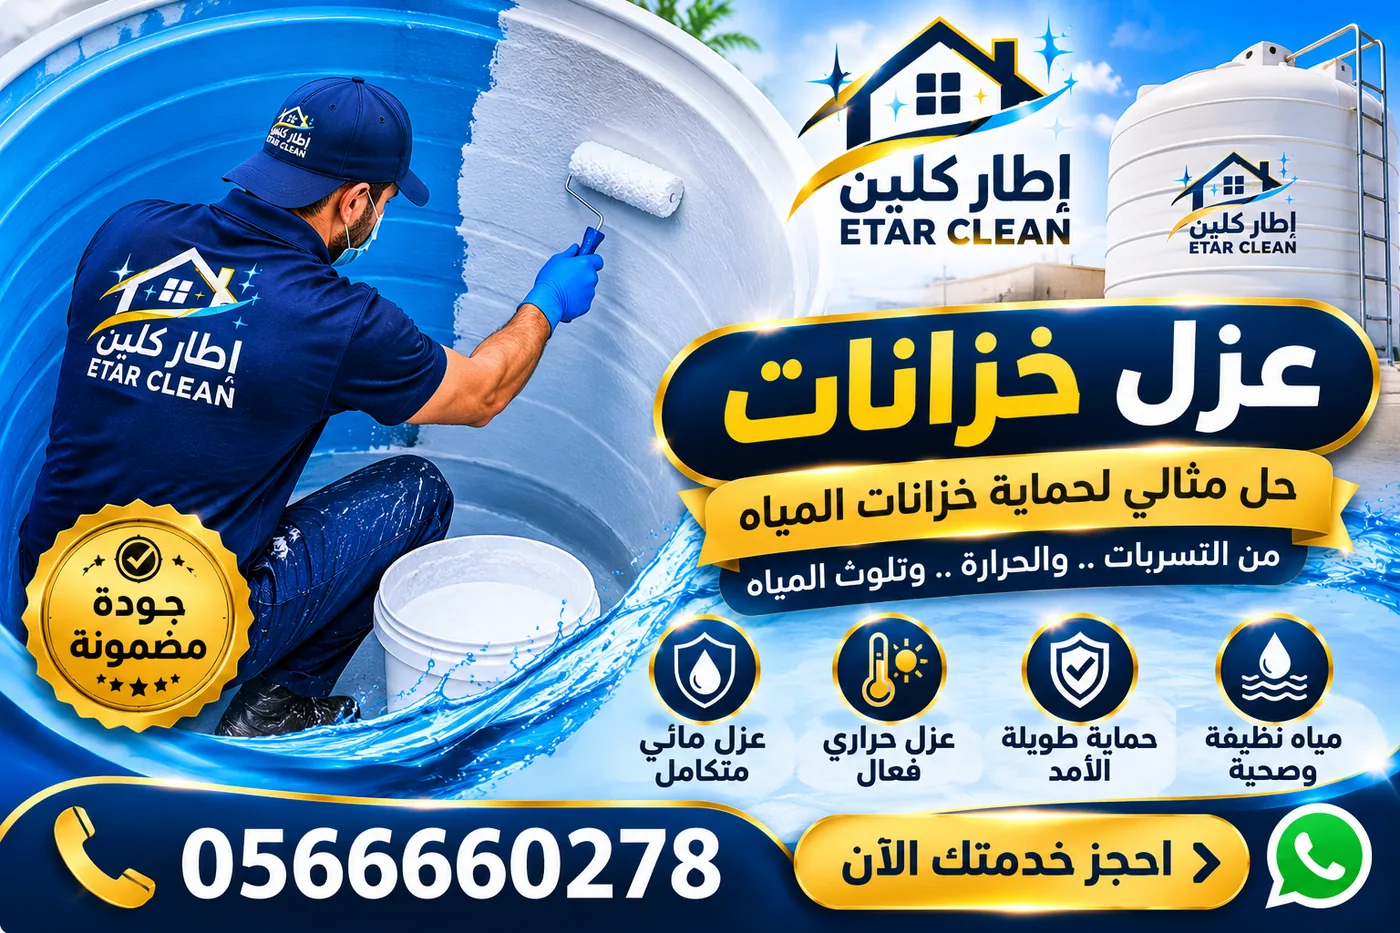 إطار كلين
ETAR CLEAN
إطار كلين
ETAR CLEAN
إطار كلين
ETAR CLEAN
إطار كلين
ETAR CLEAN
عزل خزانات
حل مثالي لحماية خزانات المياه
من التسربات .. والحرارة .. وتلوث المياه
جودة
مضمونة
مياه نظيفة
وصحية
حماية طويلة
الأمد
عزل حراري
فعال
عزل مائي
متكامل
0566660278
احجز خدمتك الآن